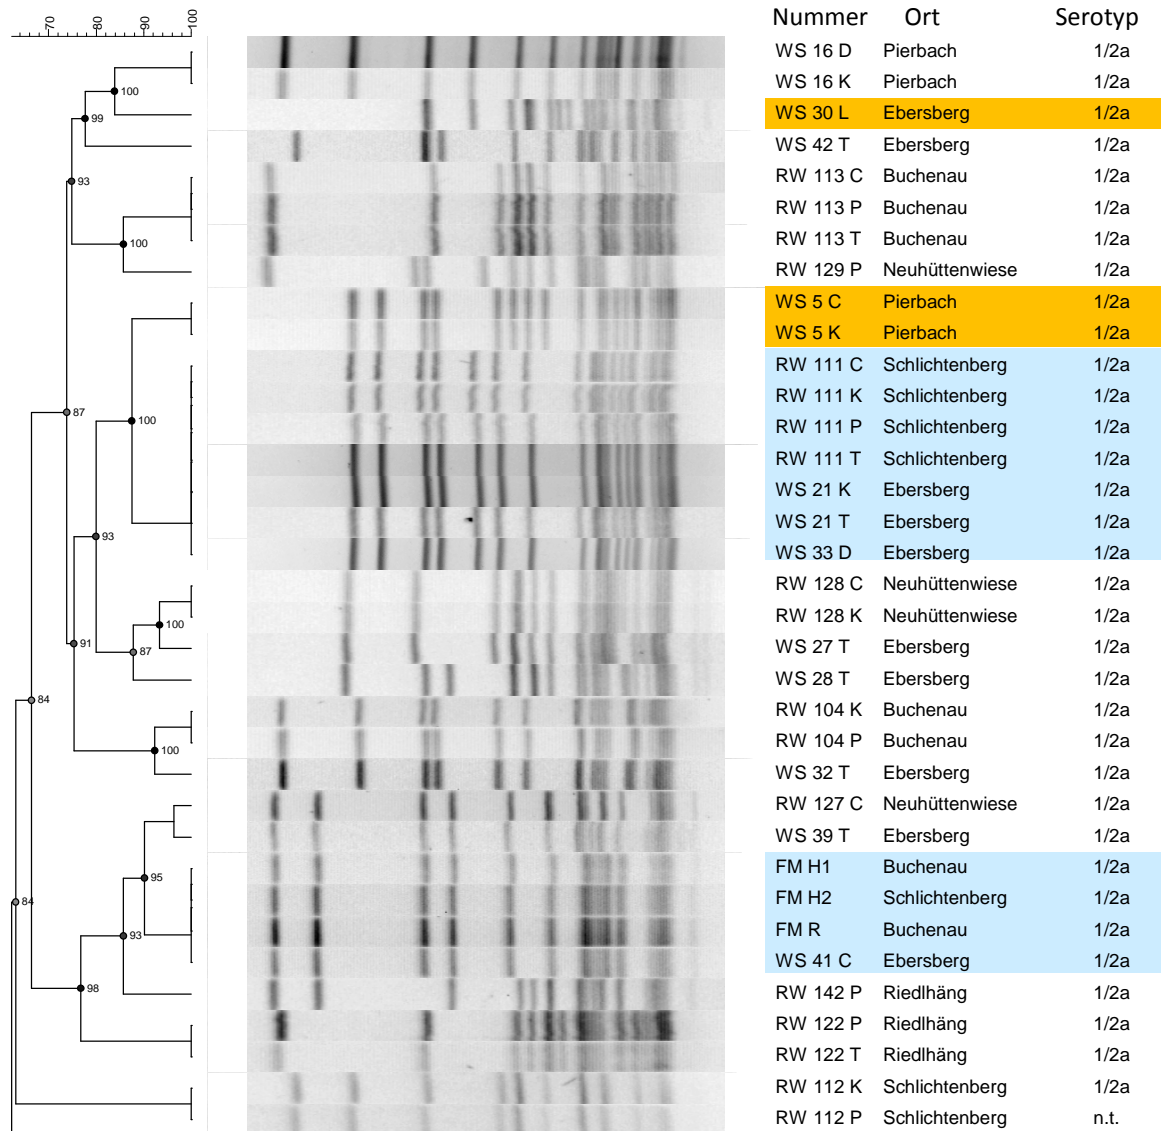 70 80 90 100
Nummer Ort Serotyp
WS 16 D Pierbach 1/2a
WS 16 K Pierbach 1/2a
100
WS 30 L Ebersberg 1/2a
99
WS 42 T Ebersberg 1/2a
RW 113 C Buchenau 1/2a
93
RW 113 P Buchenau 1/2a
RW 113 T Buchenau 1/2a
100
RW 129 P Neuhüttenwiese 1/2a
WS 5 C Pierbach 1/2a
WS 5 K Pierbach 1/2a
RW 111 C Schlichtenberg 1/2a
RW 111 K Schlichtenberg 1/2a
87
100
RW 111 P Schlichtenberg 1/2a
RW 111 T Schlichtenberg 1/2a
WS 21 K Ebersberg 1/2a
WS 21 T Ebersberg 1/2a
93
WS 33 D Ebersberg 1/2a
RW 128 C Neuhüttenwiese 1/2a
RW 128 K Neuhüttenwiese 1/2a
100
91
WS 27 T Ebersberg 1/2a
87
WS 28 T Ebersberg 1/2a
84
RW 104 K Buchenau 1/2a
RW 104 P Buchenau 1/2a
100
WS 32 T Ebersberg 1/2a
RW 127 C Neuhüttenwiese 1/2a
WS 39 T Ebersberg 1/2a
FM H1 Buchenau 1/2a
95
FM H2 Schlichtenberg 1/2a
84
FM R Buchenau 1/2a
93
WS 41 C Ebersberg 1/2a
98
RW 142 P Riedlhäng 1/2a
RW 122 P Riedlhäng 1/2a
RW 122 T Riedlhäng 1/2a
RW 112 K Schlichtenberg 1/2a
RW 112 P Schlichtenberg n.t.